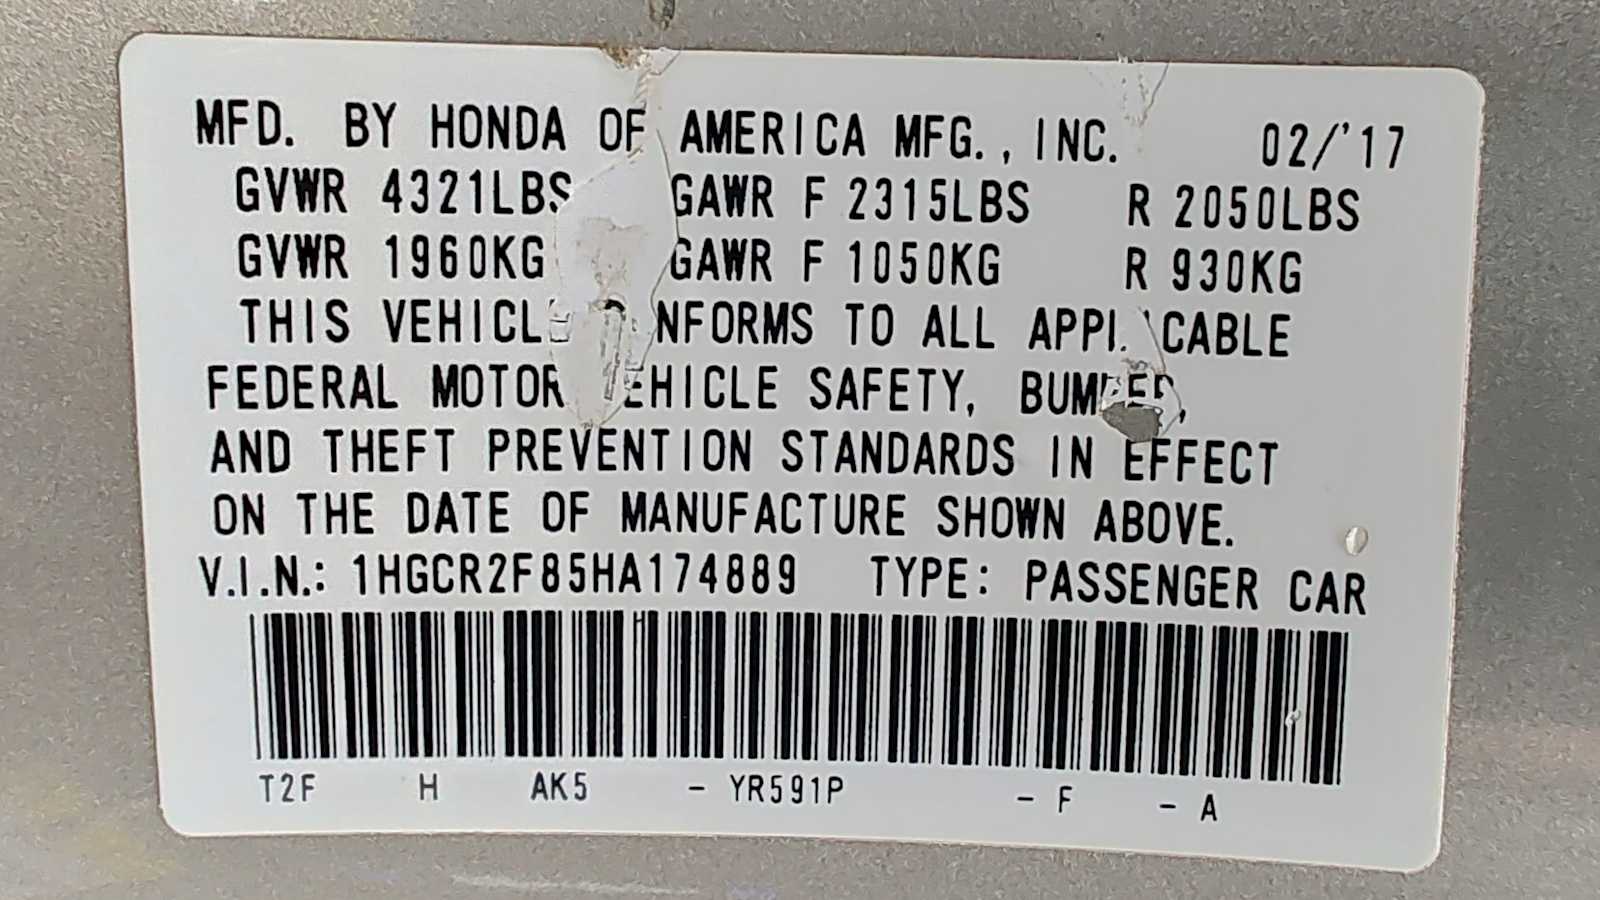 MFD. BY HONDA OF AMERICA MFG., INC. 02/'17
GVWR 4321LBS GAWR F 2315LBS R 2050LBS
GVWR 1960KG GAWR F 1050KG R 930KG
THIS VEHICLE CONFORMS TO ALL APPLICABLE
FEDERAL MOTOR VEHICLE SAFETY, BUMPER,
AND THEFT PREVENTION STANDARDS IN EFFECT
ON THE DATE OF MANUFACTURE SHOWN ABOVE.
V.I.N.: 1HGCR2F85HA174889 TYPE: PASSENGER CAR
T2F H AK5 - YR591P - F - A